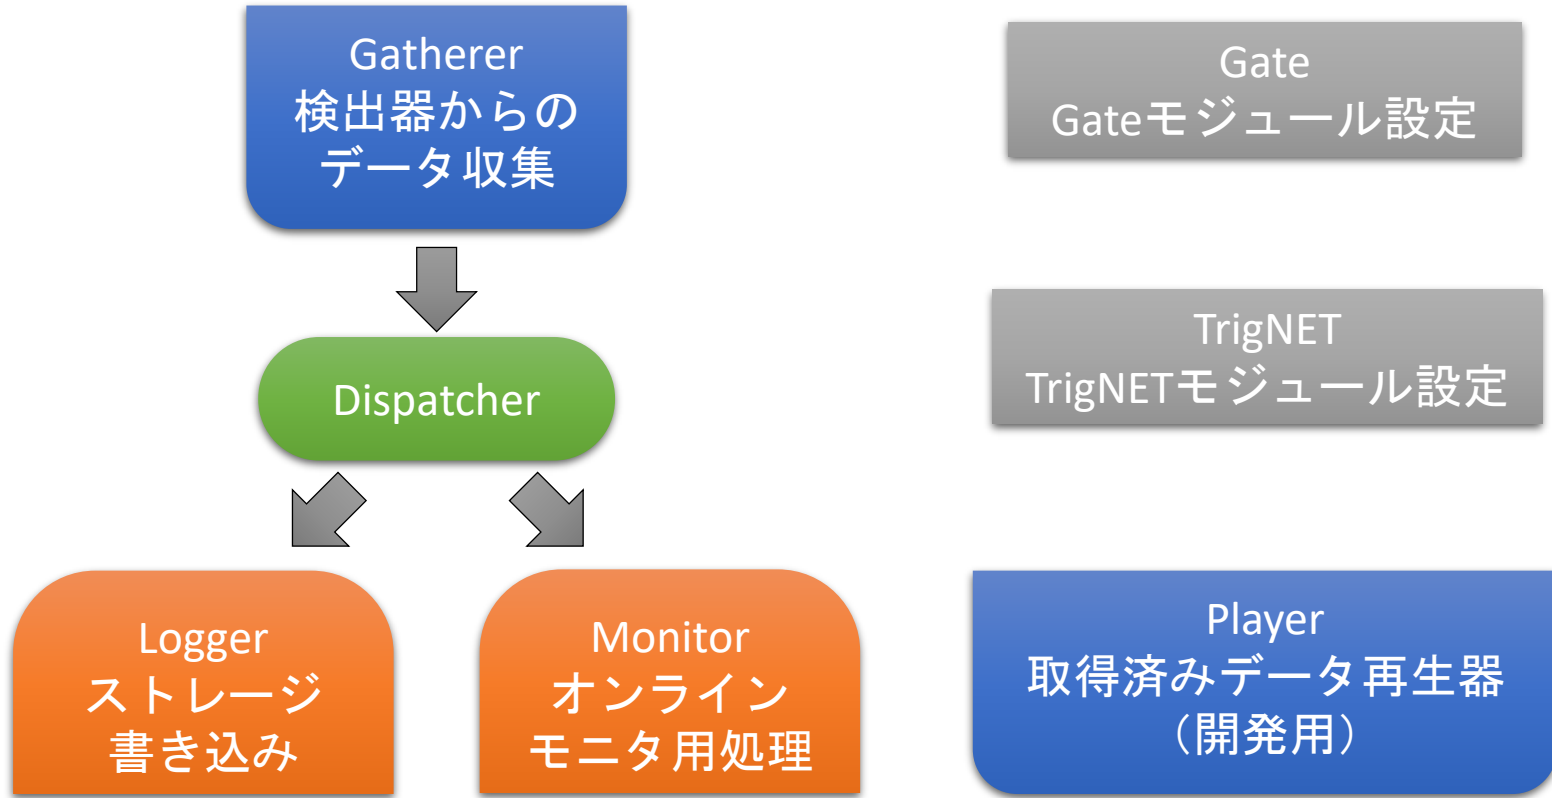 Gatherer
検出器からの
データ収集
Dispatcher
Logger
ストレージ
書き込み
Monitor
オンライン
モニタ用処理
Gate
Gateモジュール設定
TrigNET
TrigNETモジュール設定
Player
取得済みデータ再生器
（開発用）